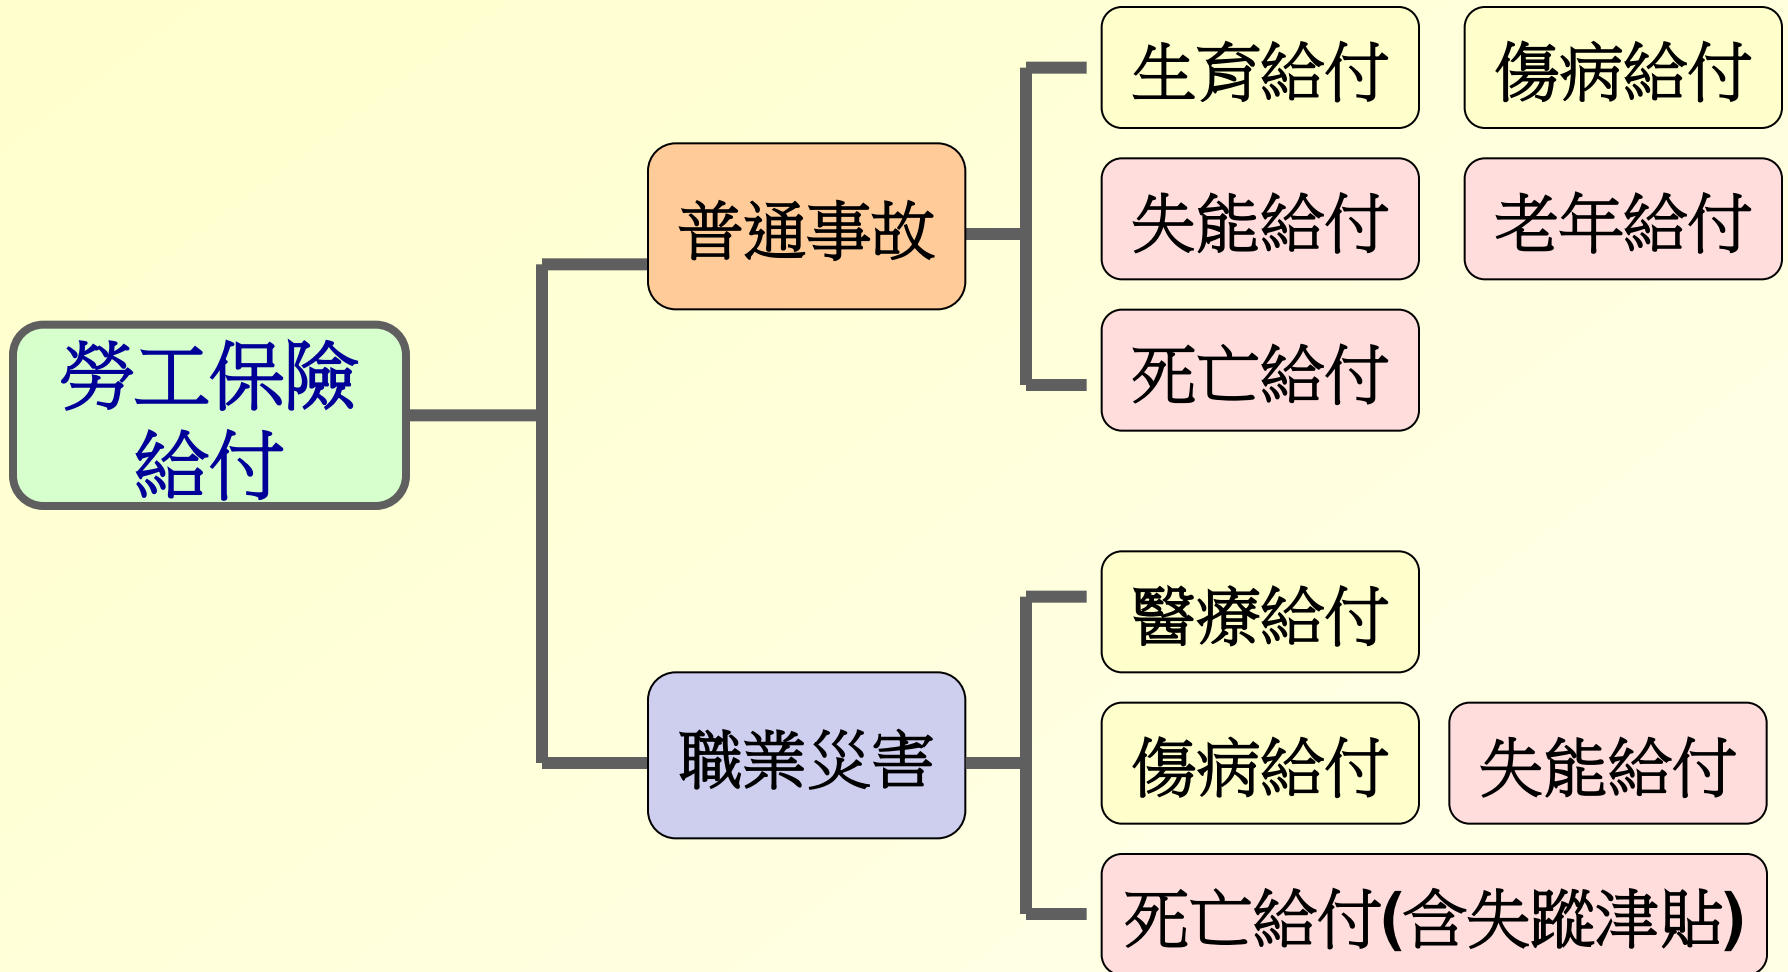 勞工保險
給付
普通事故
生育給付
傷病給付
失能給付
老年給付
死亡給付
職業災害
醫療給付
傷病給付
失能給付
死亡給付(含失蹤津貼)